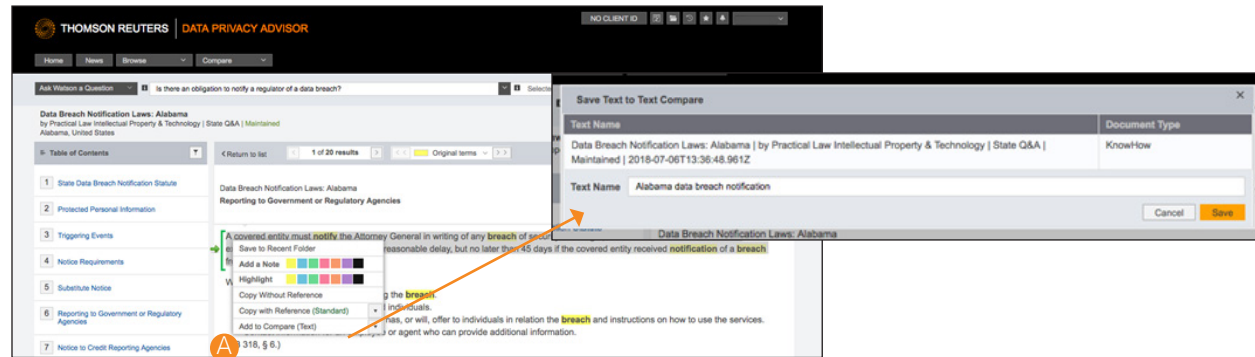 THOMSON REUTERS DATA PRIVACY ADVISOR
NO CLIENT ID
Home News Browse Compare
Ask Watson a Question Is there an obligation to notify a regulator of a data breach? Selecte
Data Breach Notification Laws: Alabama
by Practical Law Intellectual Property & Technology | State Q&A | Maintained
Alabama, United States
Table of Contents
Return to list 1 of 20 results Original terms
1 State Data Breach Notification Statute
2 Protected Personal Information
3 Triggering Events
4 Notice Requirements
5 Substitute Notice
6 Reporting to Government or Regulatory
Agencies
7 Notice to Credit Reporting Agencies
Data Breach Notification Laws: Alabama
Reporting to Government or Regulatory Agencies
A covered entity must notify the Attorney General in writing of any breach of secu
reasonable delay, but no later than 45 days if the covered entity received notification of a breach
g the breach.
individuals.
has, or will, offer to individuals in relation the breach and instructions on how to use the services.
or agent who can provide additional information.
318, § 6.)
Save to Recent Folder
Add a Note
Highlight
Copy Without Reference
Copy with Reference (Standard)
Add to Compare (Text)
A
Save Text to Text Compare
Text Name Document Type
Data Breach Notification Laws: Alabama | by Practical Law Intellectual Property & Technology | State Q&A | KnowHow
Maintained | 2018-07-06T13:36:48.961Z
Text Name Alabama data breach notification
Cancel Save
Data Breach Notification Laws: Alabama